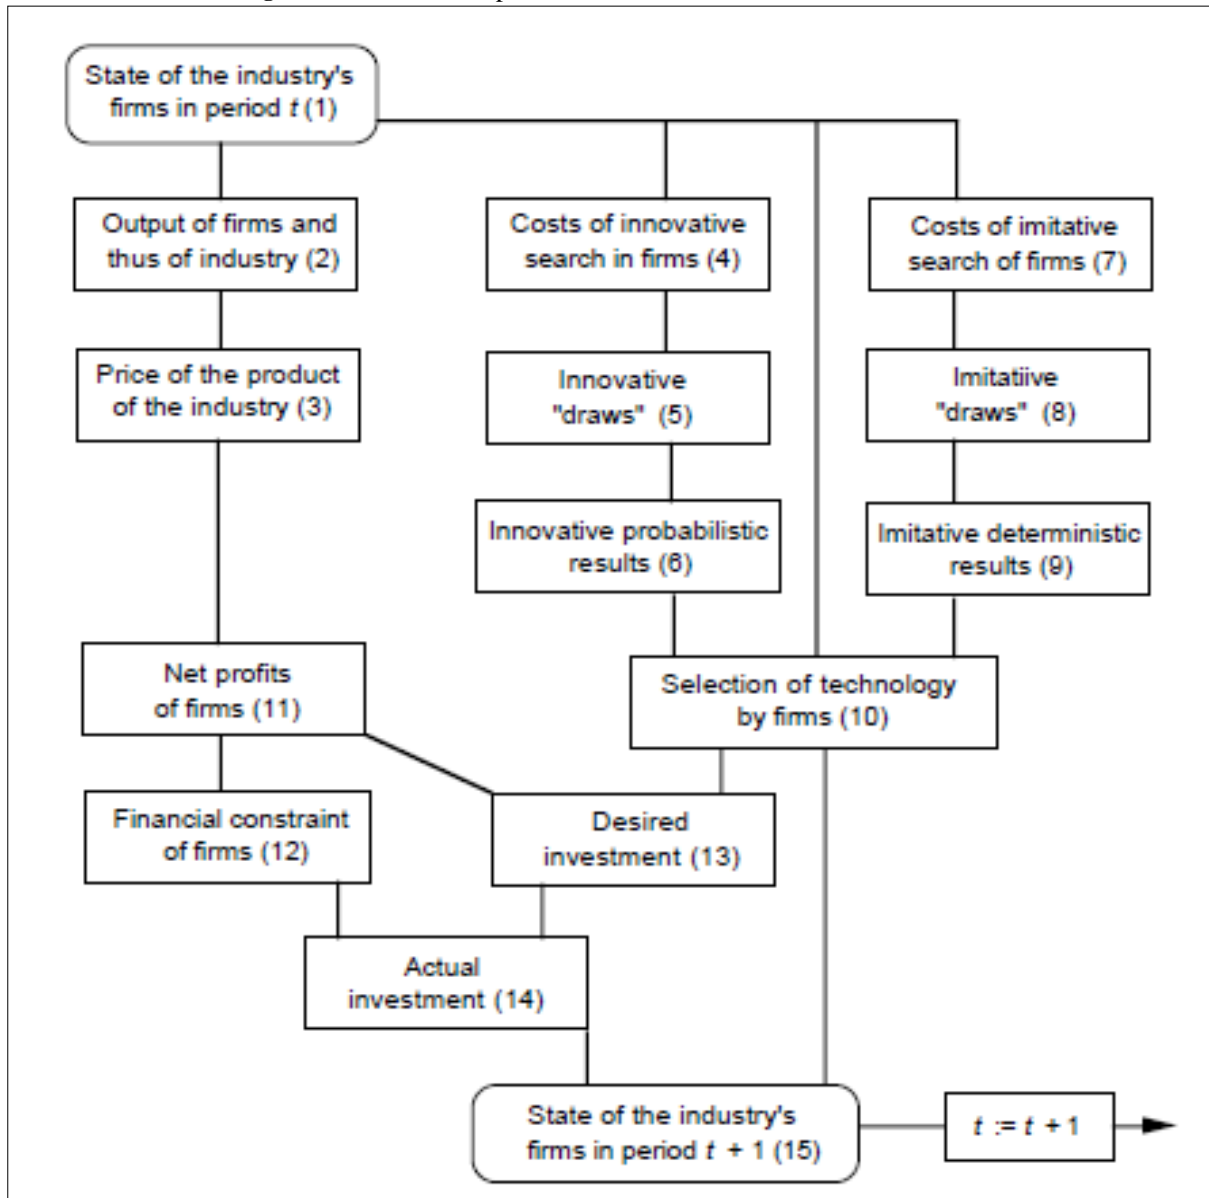 State of the industry's
firms in period t (1)
Output of firms and
thus of industry (2)
Costs of innovative
search in firms (4)
Costs of imitative
search of firms (7)
Price of the product
of the industry (3)
Innovative
"draws" (5)
Imitatiive
"draws" (8)
Innovative probabilistic
results (6)
Imitative deterministic
results (9)
Net profits
of firms (11)
Selection of technology
by firms (10)
Financial constraint
of firms (12)
Desired
investment (13)
Actual
investment (14)
State of the industry's
firms in period t + 1 (15)
t := t + 1